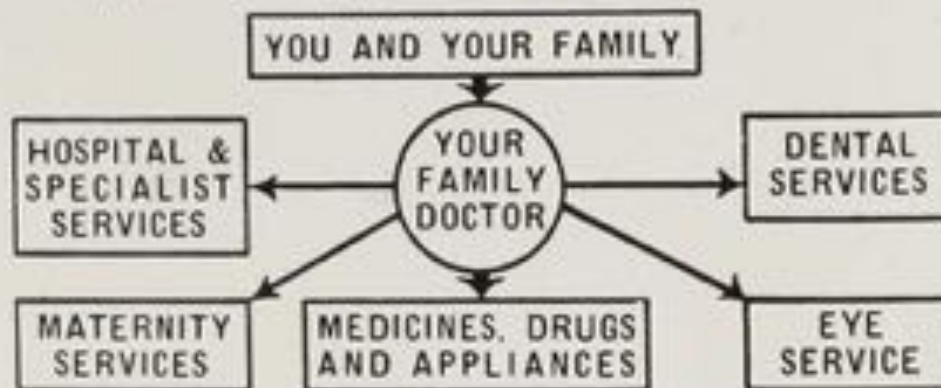 YOU AND YOUR FAMILY
HOSPITAL &
SPECIALIST
SERVICES
YOUR
FAMILY
DOCTOR
DENTAL
SERVICES
MATERNITY
SERVICES
MEDICINES, DRUGS
AND APPLIANCES
EYE
SERVICE